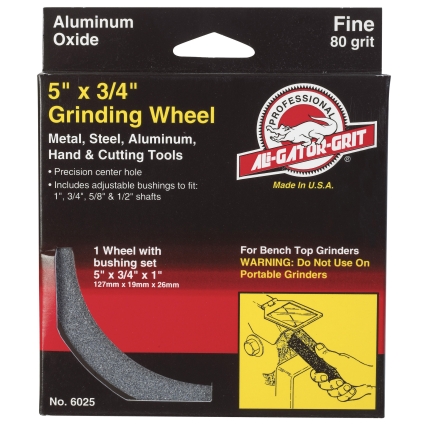 Aluminum
Oxide
Fine
80 grit
5" x 3/4"
Grinding Wheel
Metal, Steel, Aluminum,
Hand & Cutting Tools
• Precision center hole
• Includes adjustable bushings to fit:
1", 3/4", 5/8" & 1/2" shafts
PROFESSIONAL
ALI-GATOR-GRIT
®
Made in U.S.A.
1 Wheel with
bushing set
5" x 3/4" x 1"
127mm x 19mm x 26mm
For Bench Top Grinders
WARNING: Do Not Use On
Portable Grinders
No. 6025